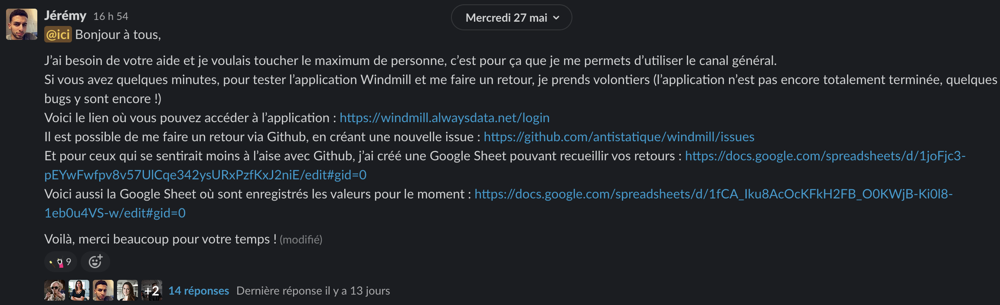 Jérémy 16 h 54
Mercredi 27 mai
@ici Bonjour à tous,
J’ai besoin de votre aide et je voulais toucher le maximum de personne, c’est pour ça que je me permets d’utiliser le canal général.
Si vous avez quelques minutes, pour tester l’application Windmill et me faire un retour, je prends volontiers (l’application n’est pas encore totalement terminée, quelques
bugs y sont encore !)
Voici le lien où vous pouvez accéder à l’application : https://windmill.alwaysdata.net/login
Il est possible de me faire un retour via Github, en créant une nouvelle issue : https://github.com/antistatique/windmill/issues
Et pour ceux qui se sentirait moins à l’aise avec Github, j’ai créé une Google Sheet pouvant recueillir vos retours : https://docs.google.com/spreadsheets/d/1joFjc3-
pEYwFwfpv8v57UlCqe342ysURxPzfKxJ2niE/edit#gid=0
Voici aussi la Google Sheet où sont enregistrés les valeurs pour le moment : https://docs.google.com/spreadsheets/d/1fCA_Iku8AcOcKFkH2FB_O0KWjB-Ki0l8-
1eb0u4VS-w/edit#gid=0
Voilà, merci beaucoup pour votre temps ! (modifié)
9
+2 14 réponses Dernière réponse il y a 13 jours